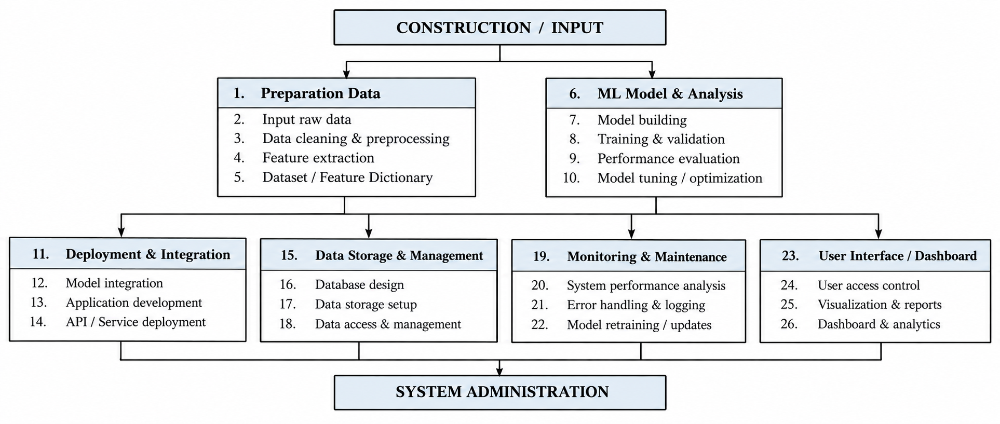 CONSTRUCTION / INPUT
1. Preparation Data
2. Input raw data
3. Data cleaning & preprocessing
4. Feature extraction
5. Dataset / Feature Dictionary
6. ML Model & Analysis
7. Model building
8. Training & validation
9. Performance evaluation
10. Model tuning / optimization
11. Deployment & Integration
12. Model integration
13. Application development
14. API / Service deployment
15. Data Storage & Management
16. Database design
17. Data storage setup
18. Data access & management
19. Monitoring & Maintenance
20. System performance analysis
21. Error handling & logging
22. Model retraining / updates
23. User Interface / Dashboard
24. User access control
25. Visualization & reports
26. Dashboard & analytics
SYSTEM ADMINISTRATION